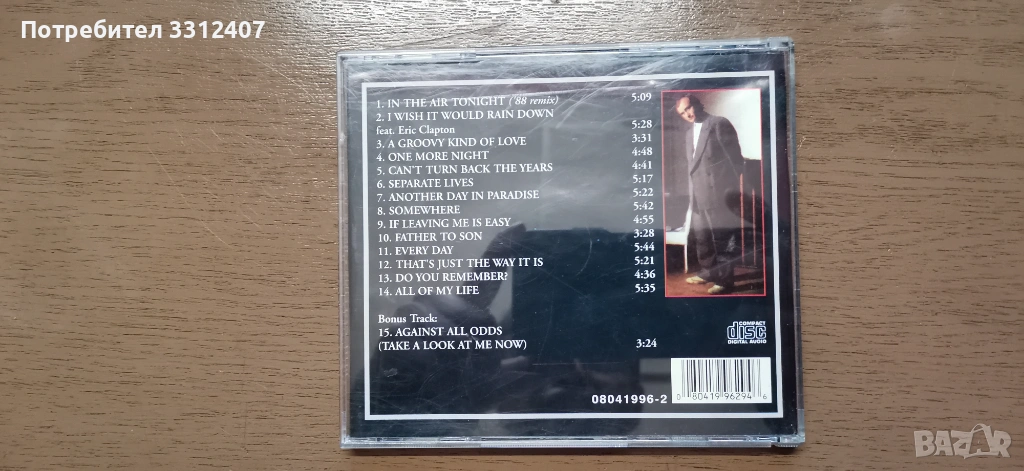 Потребител 3312407
1. IN THE AIR TONIGHT ('88 remix) 5:09
2. I WISH IT WOULD RAIN DOWN
feat. Eric Clapton 5:28
3. A GROOVY KIND OF LOVE 3:31
4. ONE MORE NIGHT 4:48
5. CAN'T TURN BACK THE YEARS 4:41
6. SEPARATE LIVES 5:17
7. ANOTHER DAY IN PARADISE 5:22
8. SOMEWHERE 5:42
9. IF LEAVING ME IS EASY 4:55
10. FATHER TO SON 3:28
11. EVERY DAY 5:44
12. THAT'S JUST THE WAY IT IS 5:21
13. DO YOU REMEMBER? 4:36
14. ALL OF MY LIFE 5:35
Bonus Track:
15. AGAINST ALL ODDS
(TAKE A LOOK AT ME NOW) 3:24
COMPACT
disc
DIGITAL AUDIO
08041996-2
0 80419 96294 6
BAZAR